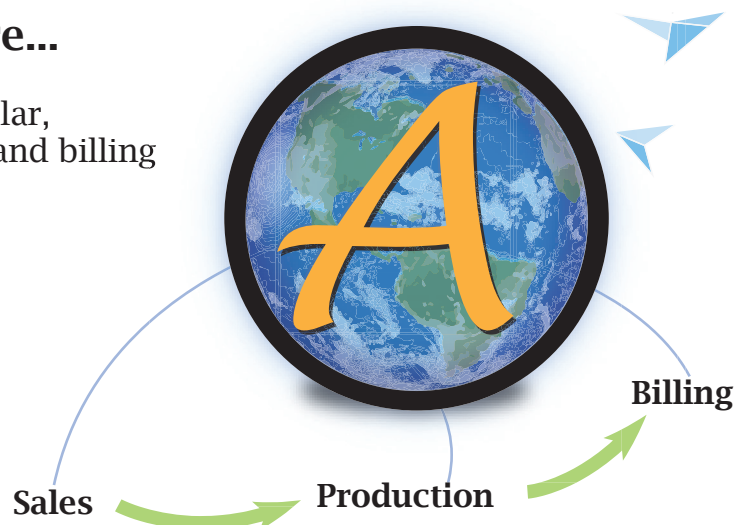 e...
lar,
and billing
A
Billing
Sales
Production